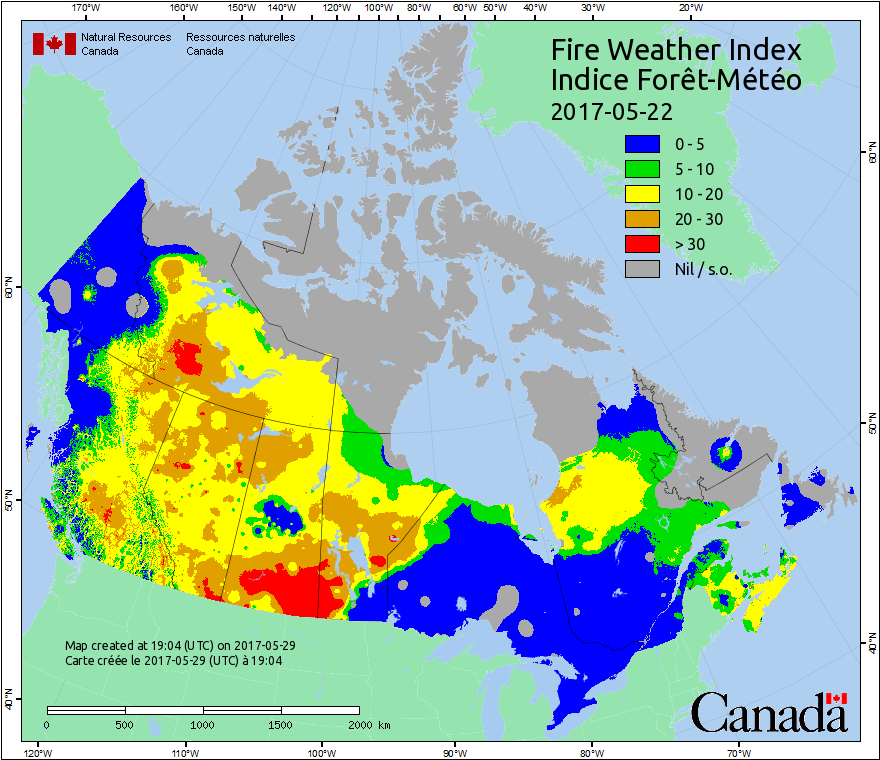 170°W 160°W 150°W 140°W 120°W 100°W 80°W 60°W 50°W 40°W 30°W 20°W
Natural Resources Ressources naturelles
Canada Canada
Fire Weather Index
Indice Forêt-Météo
2017-05-22
0 - 5
5 - 10
10 - 20
20 - 30
> 30
Nil / s.o.
60°N 60°N
50°N 50°N
40°N 40°N
Map created at 19:04 (UTC) on 2017-05-29
Carte créée le 2017-05-29 (UTC) à 19:04
0 500 1000 1500 2000 km
Canada
120°W 110°W 100°W 90°W 80°W 70°W